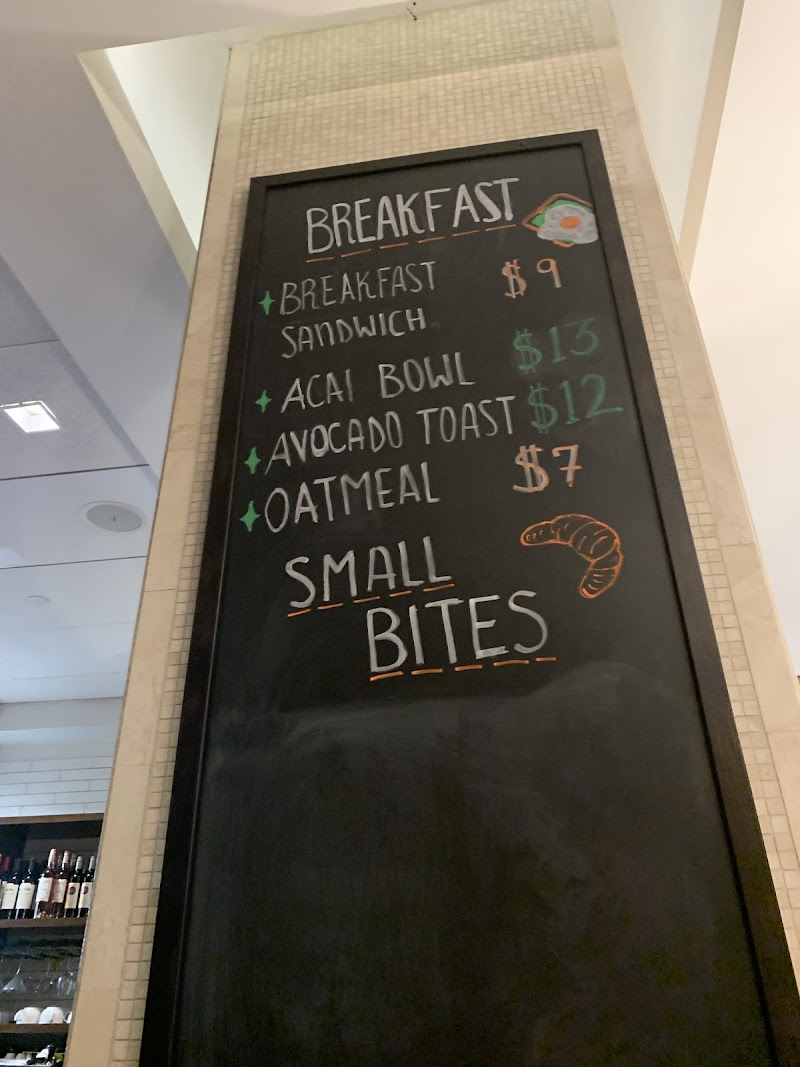 BREAKFAST
BREAKFAST $9
SANDWICH
ACAI BOWL $13
AVOCADO TOAST $12
OATMEAL $7
SMALL
BITES